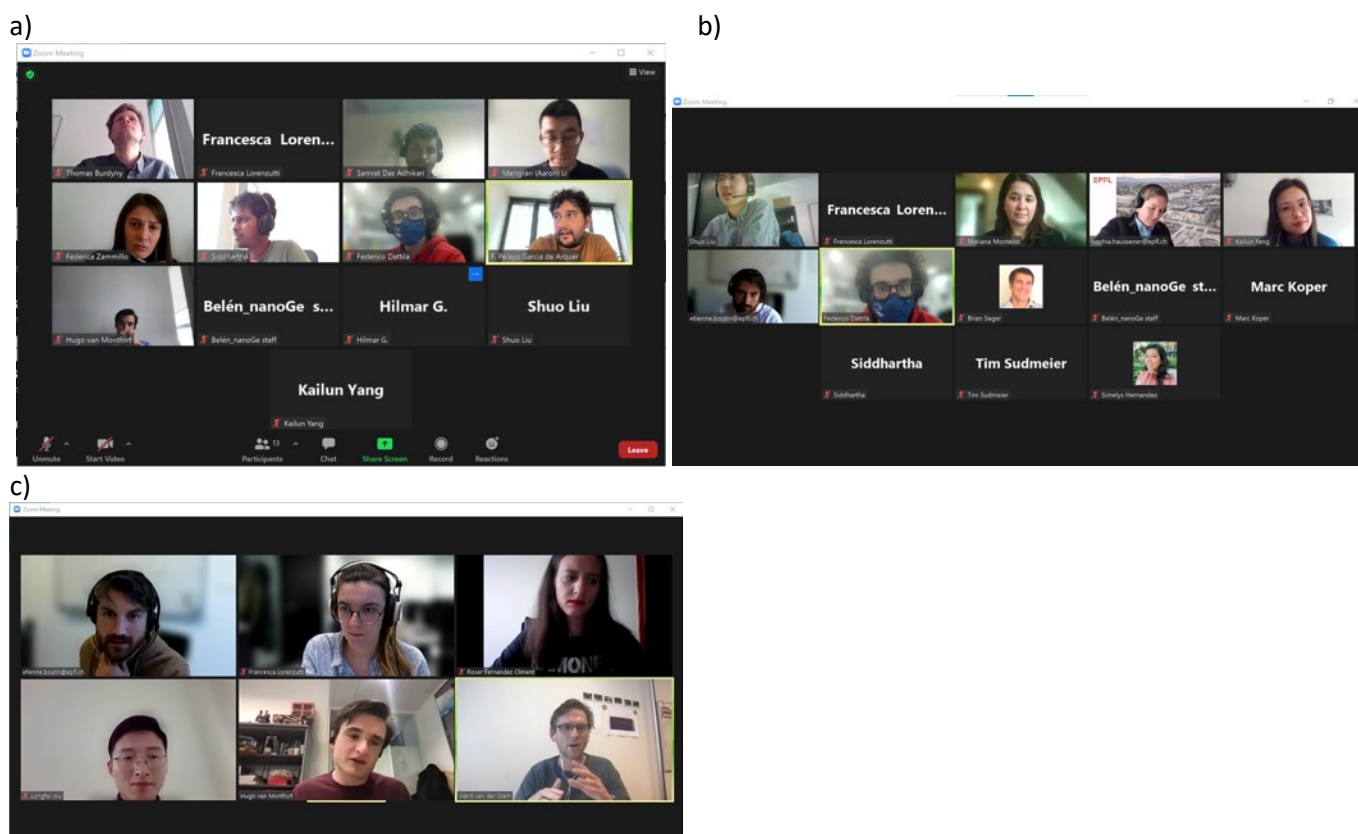 a)
b)
Zoom Meeting
View
Francesca Loren...
Thomas Burdyny
Francesca Lorenzutti
Samrat Das Adhikari
Mengran (Aaron) Li
Federica Zammillo
Siddhartha
Federico Dattila
F. Pelayo García de Arquer
Belén_nanoGe s...
Hilmar G.
Shuo Liu
Hugo van Montfort
Belén_nanoGe staff
Hilmar G.
Shuo Liu
Kailun Yang
Kailun Yang
13
Unmute
Start Video
Participants
Chat
Share Screen
Record
Reactions
Leave
Zoom Meeting
EPFL
Francesca Loren...
Shuo Liu
Francesca Lorenzutti
Mariana Monteiro
sophia.haussener@epfl.ch
Kailun Yang
Belén_nanoGe st...
Marc Koper
etienne.boutin@epfl.ch
Federico Dattila
Brian Seger
Belén_nanoGe staff
Marc Koper
Siddhartha
Tim Sudmeier
Siddhartha
Tim Sudmeier
Simelys Hernandez
c)
Zoom Meeting
etienne.boutin@epfl.ch
Francesca Lorenzutti
Roser Fernandez Climent
Longfei Wu
Hugo van Montfort
Ward van der Stam